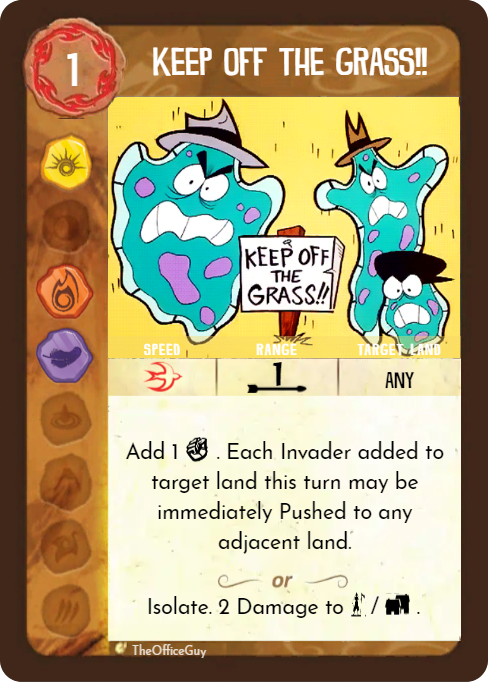 1
KEEP OFF THE GRASS!!
KEEP OFF
THE
GRASS!!
SPEED RANGE TARGET LAND
1 ANY
Add 1 . Each Invader added to
target land this turn may be
immediately Pushed to any
adjacent land.
or
Isolate. 2 Damage to / .
TheOfficeGuy